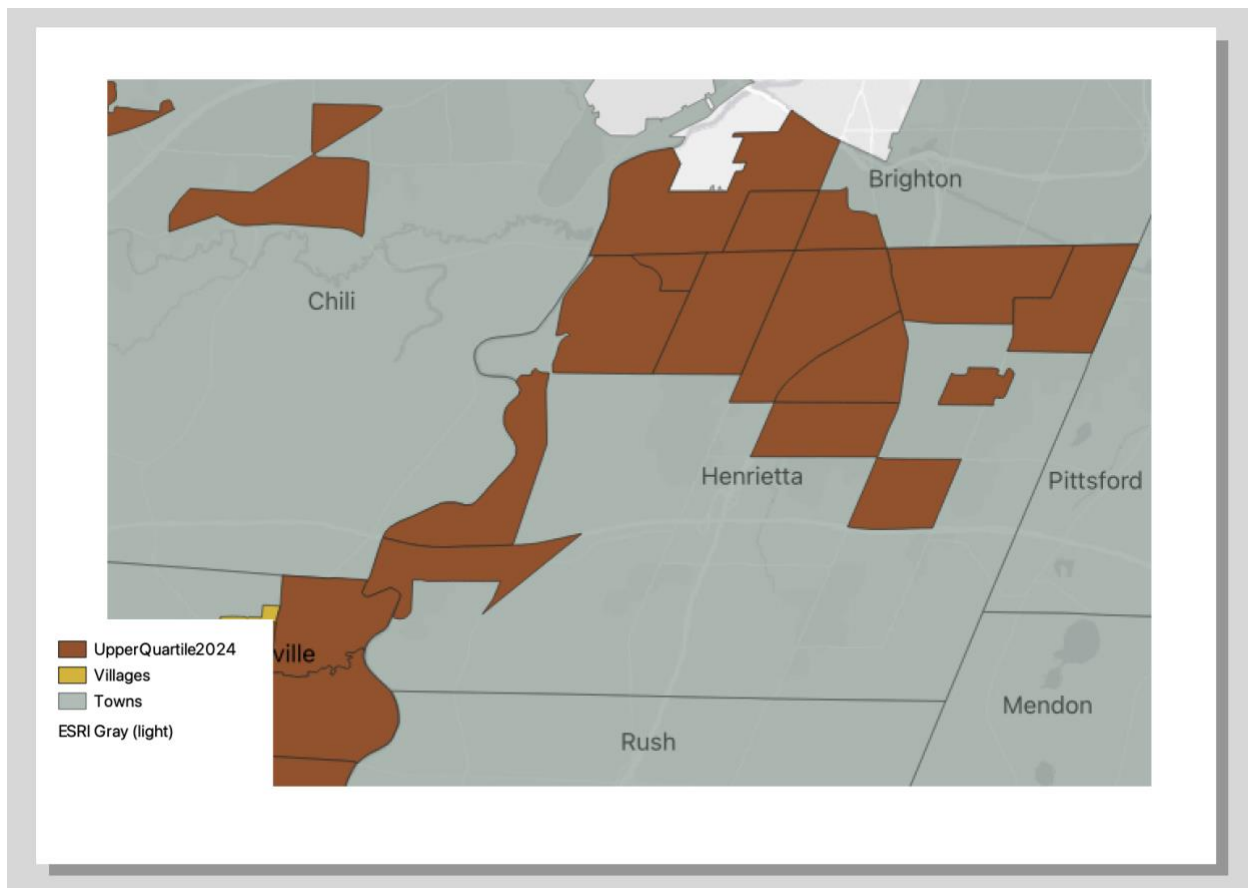 Brighton
Chili
Henrietta
Pittsford
ville
UpperQuartile2024
Villages
Towns
ESRI Gray (light)
Mendon
Rush